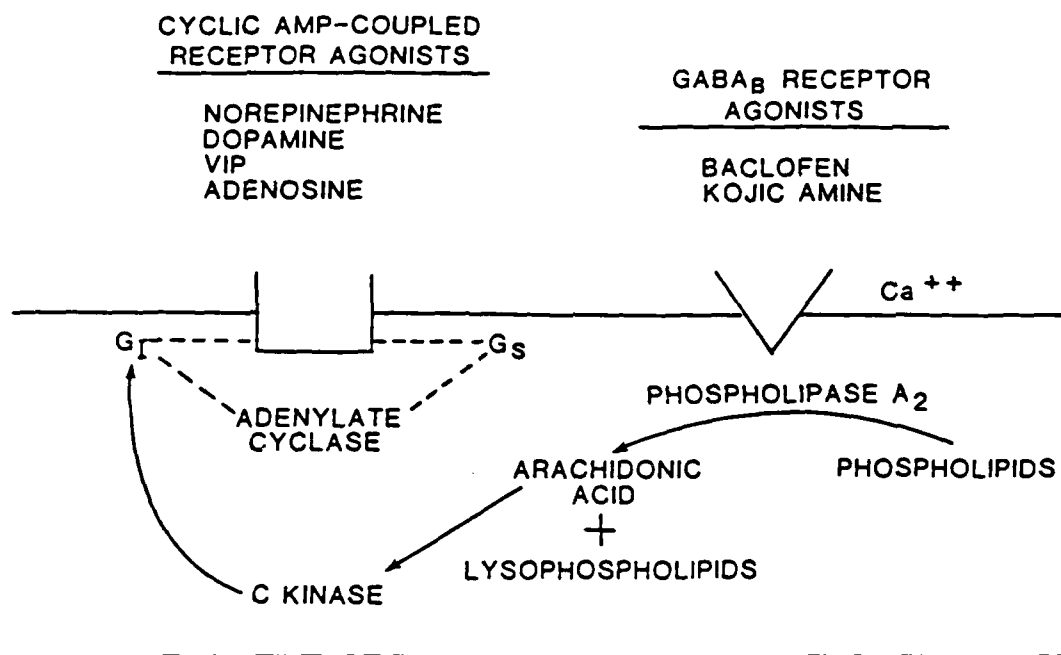 CYCLIC AMP-COUPLED
RECEPTOR AGONISTS
NOREPINEPHRINE
DOPAMINE
VIP
ADENOSINE
GABAB RECEPTOR
AGONISTS
BACLOFEN
KOJIC AMINE
Ca ++
GI
GS
ADENYLATE
CYCLASE
PHOSPHOLIPASE A2
PHOSPHOLIPIDS
ARACHIDONIC
ACID
+
LYSOPHOSPHOLIPIDS
C KINASE